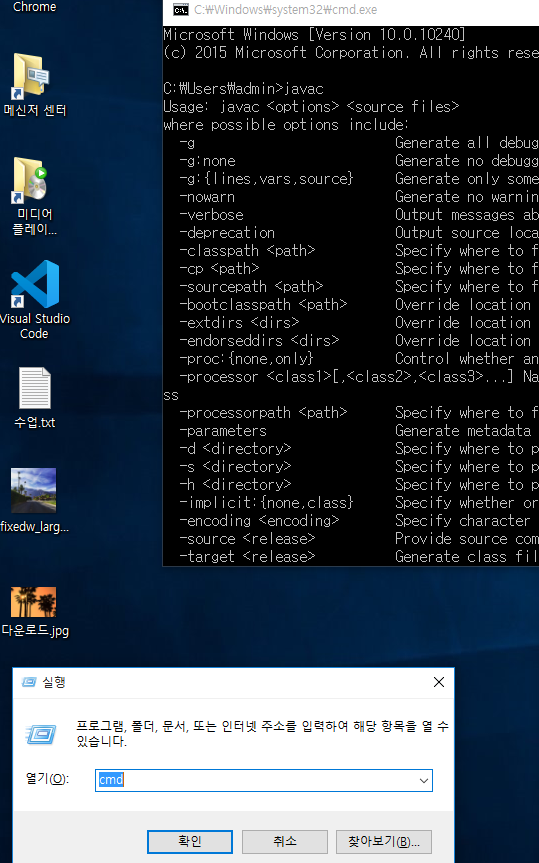 Chrome
메신저 센터
미디어
플레이...
Visual Studio
Code
수업.txt
fixedw_larg...
다운로드.jpg
C:\Windows\system32\cmd.exe
Microsoft Windows [Version 10.0.10240]
(c) 2015 Microsoft Corporation. All rights rese
C:₩Users₩admin>javac
Usage: javac <options> <source files>
where possible options include:
-g Generate all debug
-g:none Generate no debugg
-g:{lines,vars,source} Generate only some
-nowarn Generate no warnin
-verbose Output messages ab
-deprecation Output source loca
-classpath <path> Specify where to f
-cp <path> Specify where to f
-sourcepath <path> Specify where to f
-bootclasspath <path> Override location
-extdirs <dirs> Override location
-endorseddirs <dirs> Override location
-proc:{none,only} Control whether an
-processor <class1>[,<class2>,<class3>...] Na
ss
-processorpath <path> Specify where to f
-parameters Generate metadata
-d <directory> Specify where to p
-s <directory> Specify where to p
-h <directory> Specify where to p
-implicit:{none,class} Specify whether or
-encoding <encoding> Specify character
-source <release> Provide source com
-target <release> Generate class fil
실행
프로그램, 폴더, 문서, 또는 인터넷 주소를 입력하여 해당 항목을 열 수
있습니다.
열기(O): cmd
확인 취소 찾아보기(B)...